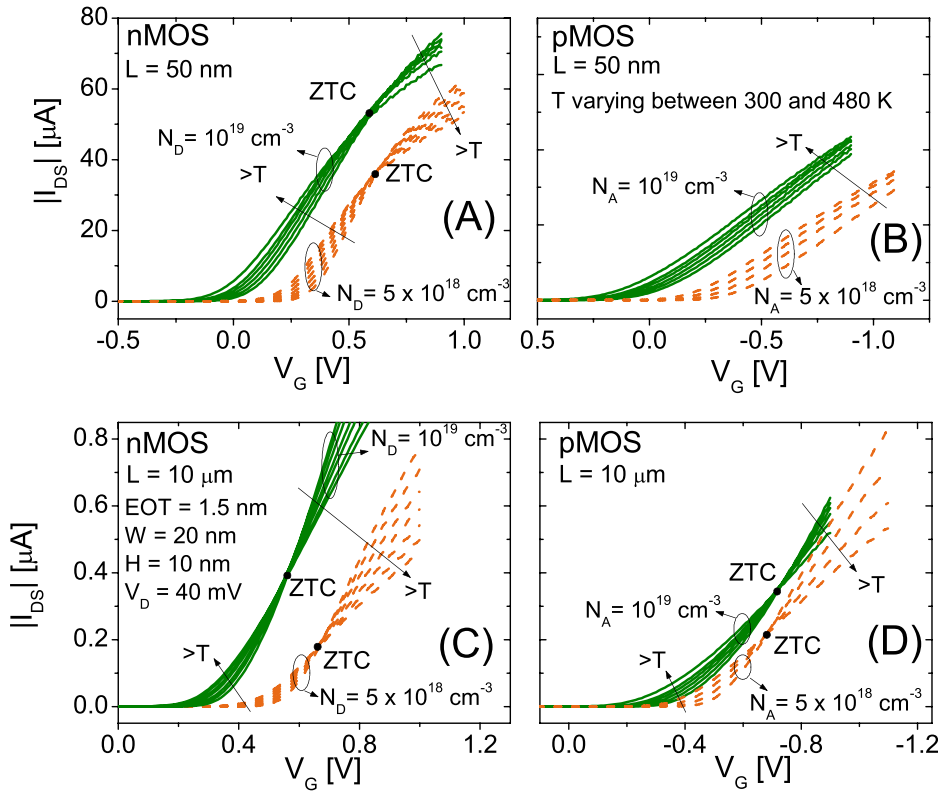 80
60
40
20
0
|I_DS| [μA]
nMOS
L = 50 nm
ZTC
N_D = 10^19 cm^-3
>T
>T
ZTC
(A)
N_D = 5 x 10^18 cm^-3
-0.5 0.0 0.5 1.0
V_G [V]
pMOS
L = 50 nm
T varying between 300 and 480 K
>T
N_A = 10^19 cm^-3
(B)
N_A = 5 x 10^18 cm^-3
0.5 0.0 -0.5 -1.0
V_G [V]
0.8
0.6
0.4
0.2
0.0
|I_DS| [μA]
nMOS
N_D = 10^19 cm^-3
L = 10 μm
EOT = 1.5 nm
W = 20 nm
H = 10 nm
V_D = 40 mV
ZTC
>T
>T
ZTC
(C)
N_D = 5 x 10^18 cm^-3
0.0 0.4 0.8 1.2
V_G [V]
pMOS
L = 10 μm
ZTC
>T
N_A = 10^19 cm^-3
ZTC
>T
(D)
N_A = 5 x 10^18 cm^-3
0.0 -0.4 -0.8 -1.2
V_G [V]